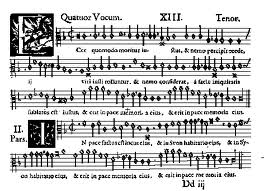 Quatuor Vocum. XIII. Tenor.
Cce quomodo moritur iu- stus, & nemo percipit corde,
ij viri iusti tolluntur, & nemo considerat, à facie iniquitatis
sublatus est iustus, & erit in pace memori- a eius, & erit in pace memoria eius.
II.
Pars. N pace factus est locus eius, & in Syon habitatio eius, & in Sy-
on habitatio eius, & erit in pace memoria eius, & erit in pace memoria eius.
Dd iij